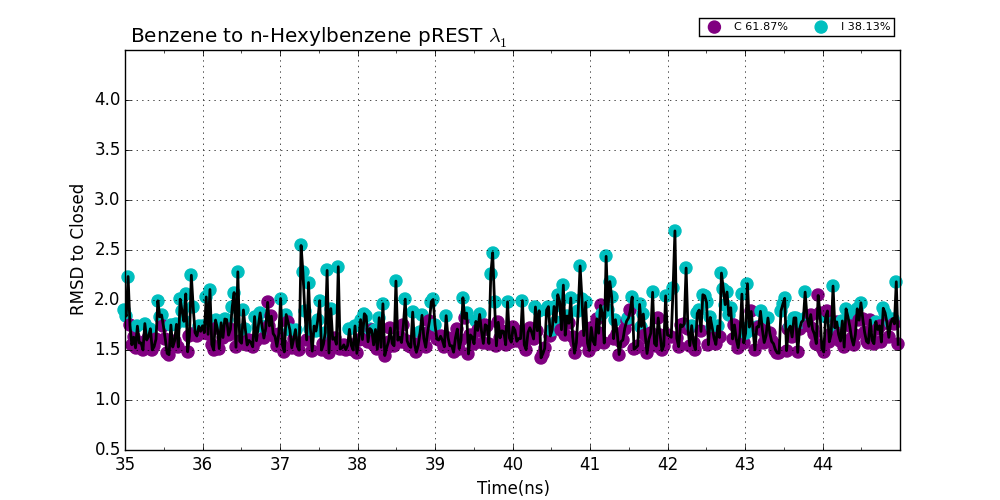 Benzene to n-Hexylbenzene pREST λ₁
C 61.87% I 38.13%
4.0
3.5
3.0
2.5
2.0
1.5
1.0
0.5
RMSD to Closed
35 36 37 38 39 40 41 42 43 44
Time(ns)